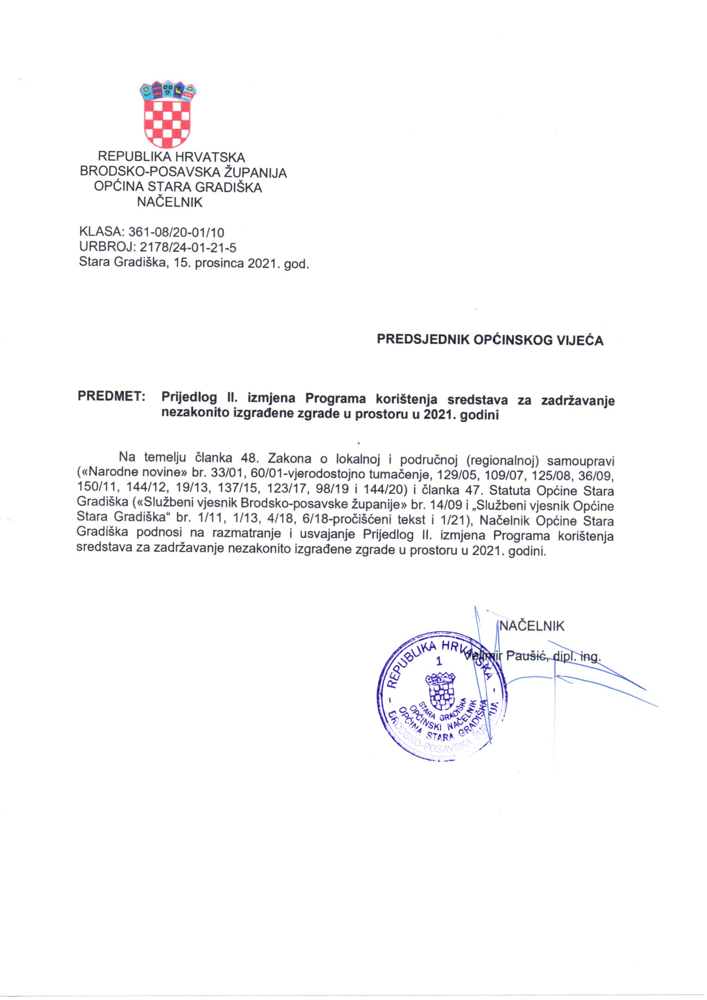 REPUBLIKA HRVATSKA
BRODSKO-POSAVSKA ŽUPANIJA
OPĆINA STARA GRADIŠKA
NAČELNIK
KLASA: 361-08/20-01/10
URBROJ: 2178/24-01-21-5
Stara Gradiška, 15. prosinca 2021. god.
PREDSJEDNIK OPĆINSKOG VIJEĆA
PREDMET: Prijedlog II. izmjena Programa korištenja sredstava za zadržavanje
nezakonito izgrađene zgrade u prostoru u 2021. godini
Na temelju članka 48. Zakona o lokalnoj i područnoj (regionalnoj) samoupravi
(«Narodne novine» br. 33/01, 60/01-vjerodostojno tumačenje, 129/05, 109/07, 125/08, 36/09,
150/11, 144/12, 19/13, 137/15, 123/17, 98/19 i 144/20) i članka 47. Statuta Općine Stara
Gradiška («Službeni vjesnik Brodsko-posavske županije» br. 14/09 i „Službeni vjesnik Općine
Stara Gradiška“ br. 1/11, 1/13, 4/18, 6/18-pročišćeni tekst i 1/21), Načelnik Općine Stara
Gradiška podnosi na razmatranje i usvajanje Prijedlog II. izmjena Programa korištenja
sredstava za zadržavanje nezakonito izgrađene zgrade u prostoru u 2021. godini.
NAČELNIK
Velimir Paušić, dipl. ing.
- REPUBLIKA HRVATSKA -
1
STARA GRADIŠKA
OPĆINSKI NAČELNIK
OPĆINA STARA GRADIŠKA
BRODSKO-POSAVSKA ŽUPANIJA